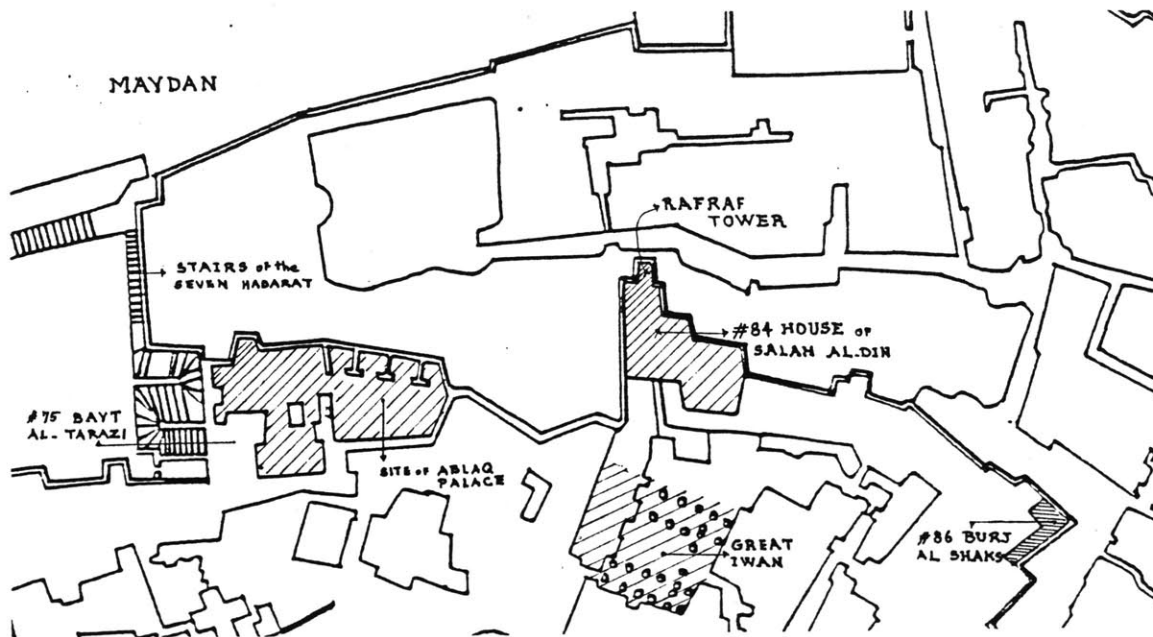 MAYDAN
RAFRAF
TOWER
STAIRS of the
SEVEN HADARAT
#84 HOUSE of
SALAH AL-DIN
#75 BAYT
AL-TARAZI
SITE of ABLAQ
PALACE
GREAT
IWAN
#86 BURJ
AL SHAKS